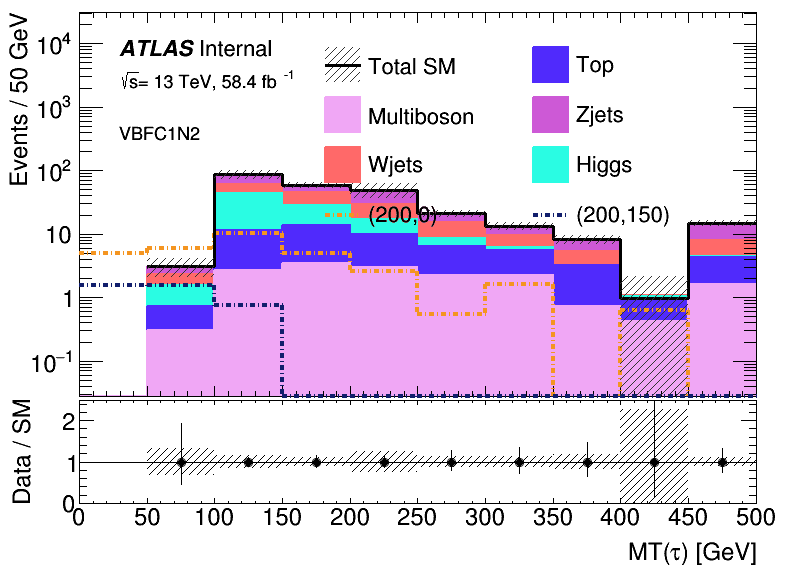 Events / 50 GeV
10⁴
10³
10²
10
1
10⁻¹
ATLAS Internal
√s= 13 TeV, 58.4 fb ⁻¹
VBFC1N2
Total SM
Top
Multiboson
Zjets
Wjets
Higgs
(200,0)
(200,150)
Data / SM
2
1
0
0 50 100 150 200 250 300 350 400 450 500
MT(τ) [GeV]